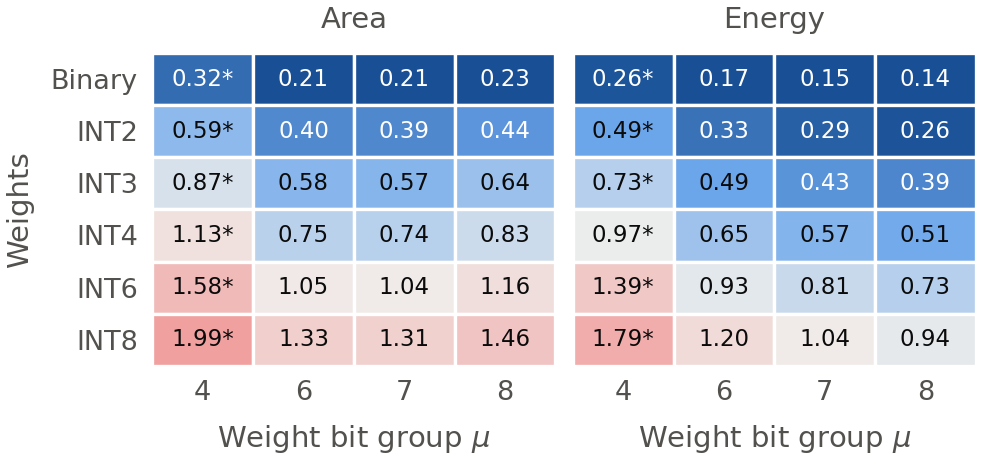 Area Energy
Weights
Binary 0.32* 0.21 0.21 0.23 0.26* 0.17 0.15 0.14
INT2 0.59* 0.40 0.39 0.44 0.49* 0.33 0.29 0.26
INT3 0.87* 0.58 0.57 0.64 0.73* 0.49 0.43 0.39
INT4 1.13* 0.75 0.74 0.83 0.97* 0.65 0.57 0.51
INT6 1.58* 1.05 1.04 1.16 1.39* 0.93 0.81 0.73
INT8 1.99* 1.33 1.31 1.46 1.79* 1.20 1.04 0.94
4 6 7 8 4 6 7 8
Weight bit group μ Weight bit group μ